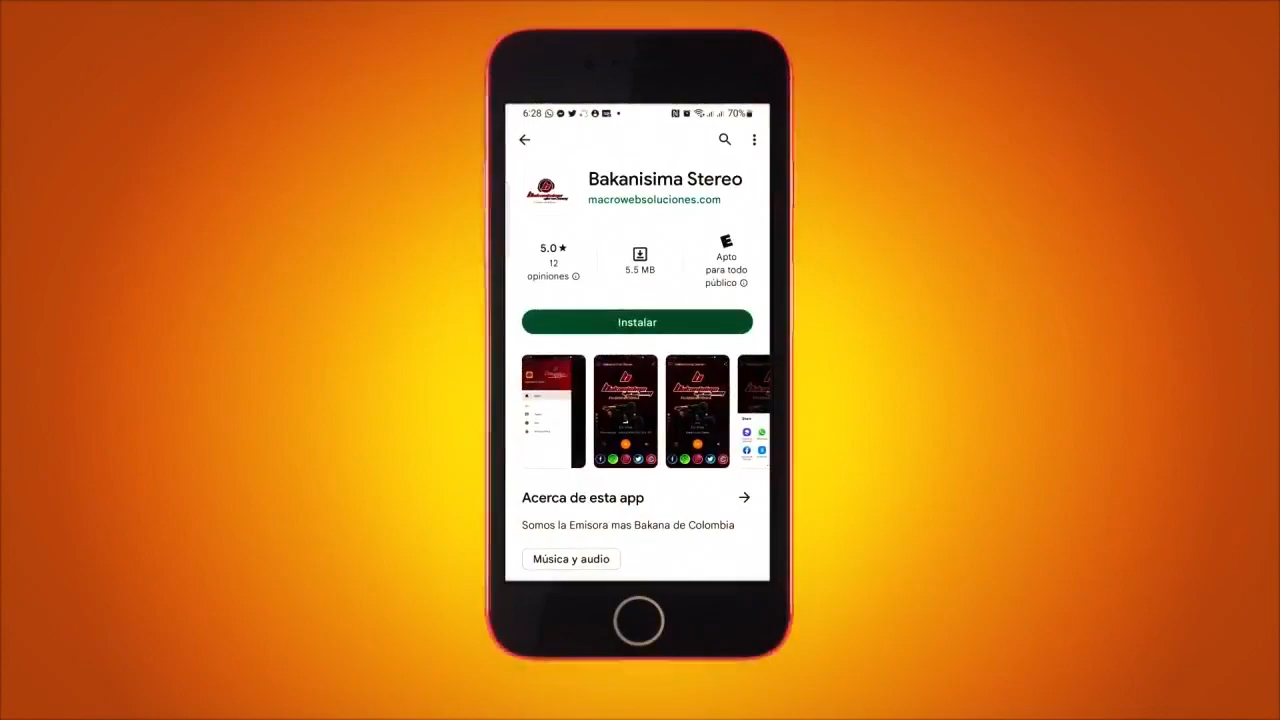 6:28
70%
Bakanisima Stereo
macrowebsoluciones.com
5.0 ★
12
opiniones
5.5 MB
E
Apto
para todo
público
Instalar
Acerca de esta app
Somos la Emisora mas Bakana de Colombia
Música y audio